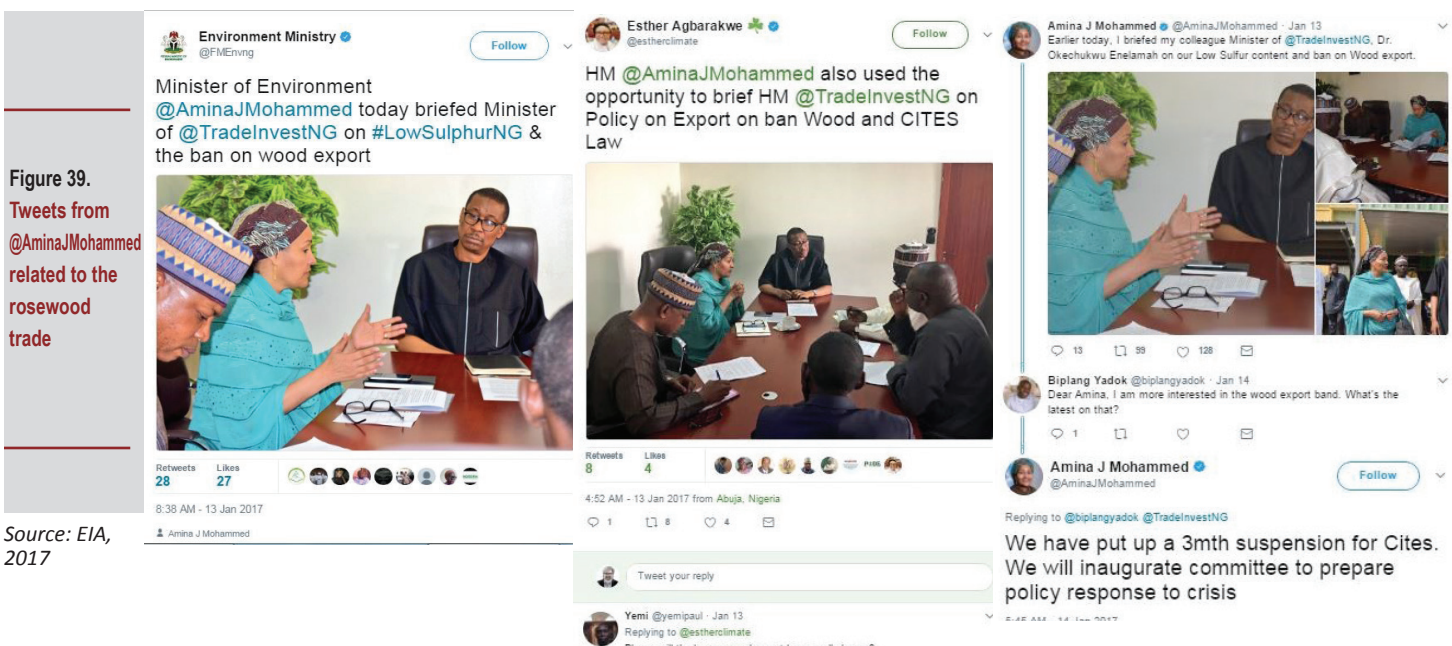 Figure 39.
Tweets from
@AminaJMohammed
related to the
rosewood
trade
Source: EIA,
2017
Environment Ministry
@FMEnvng
Follow
Minister of Environment
@AminaJMohammed today briefed Minister
of @TradeInvestNG on #LowSulphurNG &
the ban on wood export
Retweets Likes
28 27
8:38 AM - 13 Jan 2017
Amina J Mohammed
Esther Agbarakwe
@estherclimate
Follow
HM @AminaJMohammed also used the
opportunity to brief HM @TradeInvestNG on
Policy on Export on ban Wood and CITES
Law
Retweets Likes
8 4
4:52 AM - 13 Jan 2017 from Abuja, Nigeria
1 8 4
Tweet your reply
Yemi @yemipaul · Jan 13
Replying to @estherclimate
Amina J Mohammed @AminaJMohammed · Jan 13
Earlier today, I briefed my colleague Minister of @TradeInvestNG, Dr.
Okechukwu Enelamah on our Low Sulfur content and ban on Wood export.
13 99 128
Biplang Yadok @biplangyadok · Jan 14
Dear Amina, I am more interested in the wood export band. What's the
latest on that?
1
Amina J Mohammed
@AminaJMohammed
Follow
Replying to @biplangyadok @TradeInvestNG
We have put up a 3mth suspension for Cites.
We will inaugurate committee to prepare
policy response to crisis
5:45 AM - 14 Jan 2017